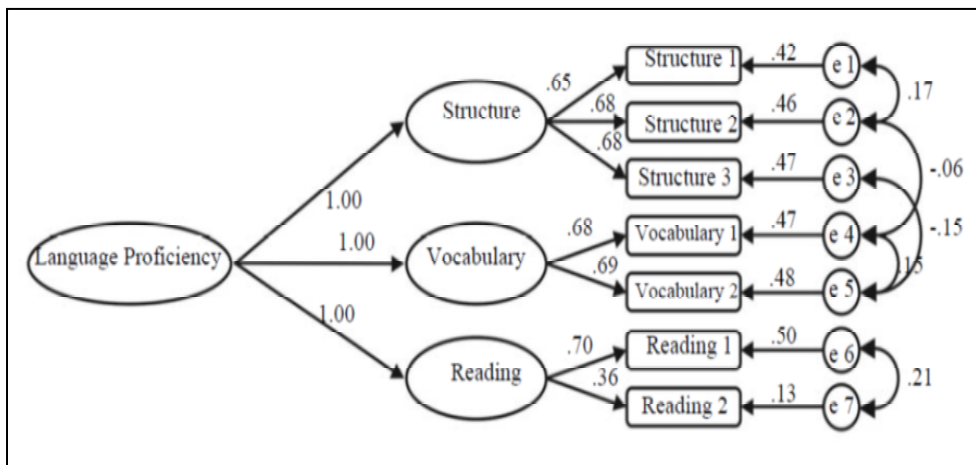 Structure 1
.42
e 1
.65
Structure
.17
.68
Structure 2
.46
e 2
.68
Structure 3
.47
e 3
-.06
1.00
Language Proficiency
1.00
Vocabulary
.68
Vocabulary 1
.47
e 4
-.15
.69
Vocabulary 2
.48
e 5
.15
1.00
Reading
.70
Reading 1
.50
e 6
.36
.21
Reading 2
.13
e 7